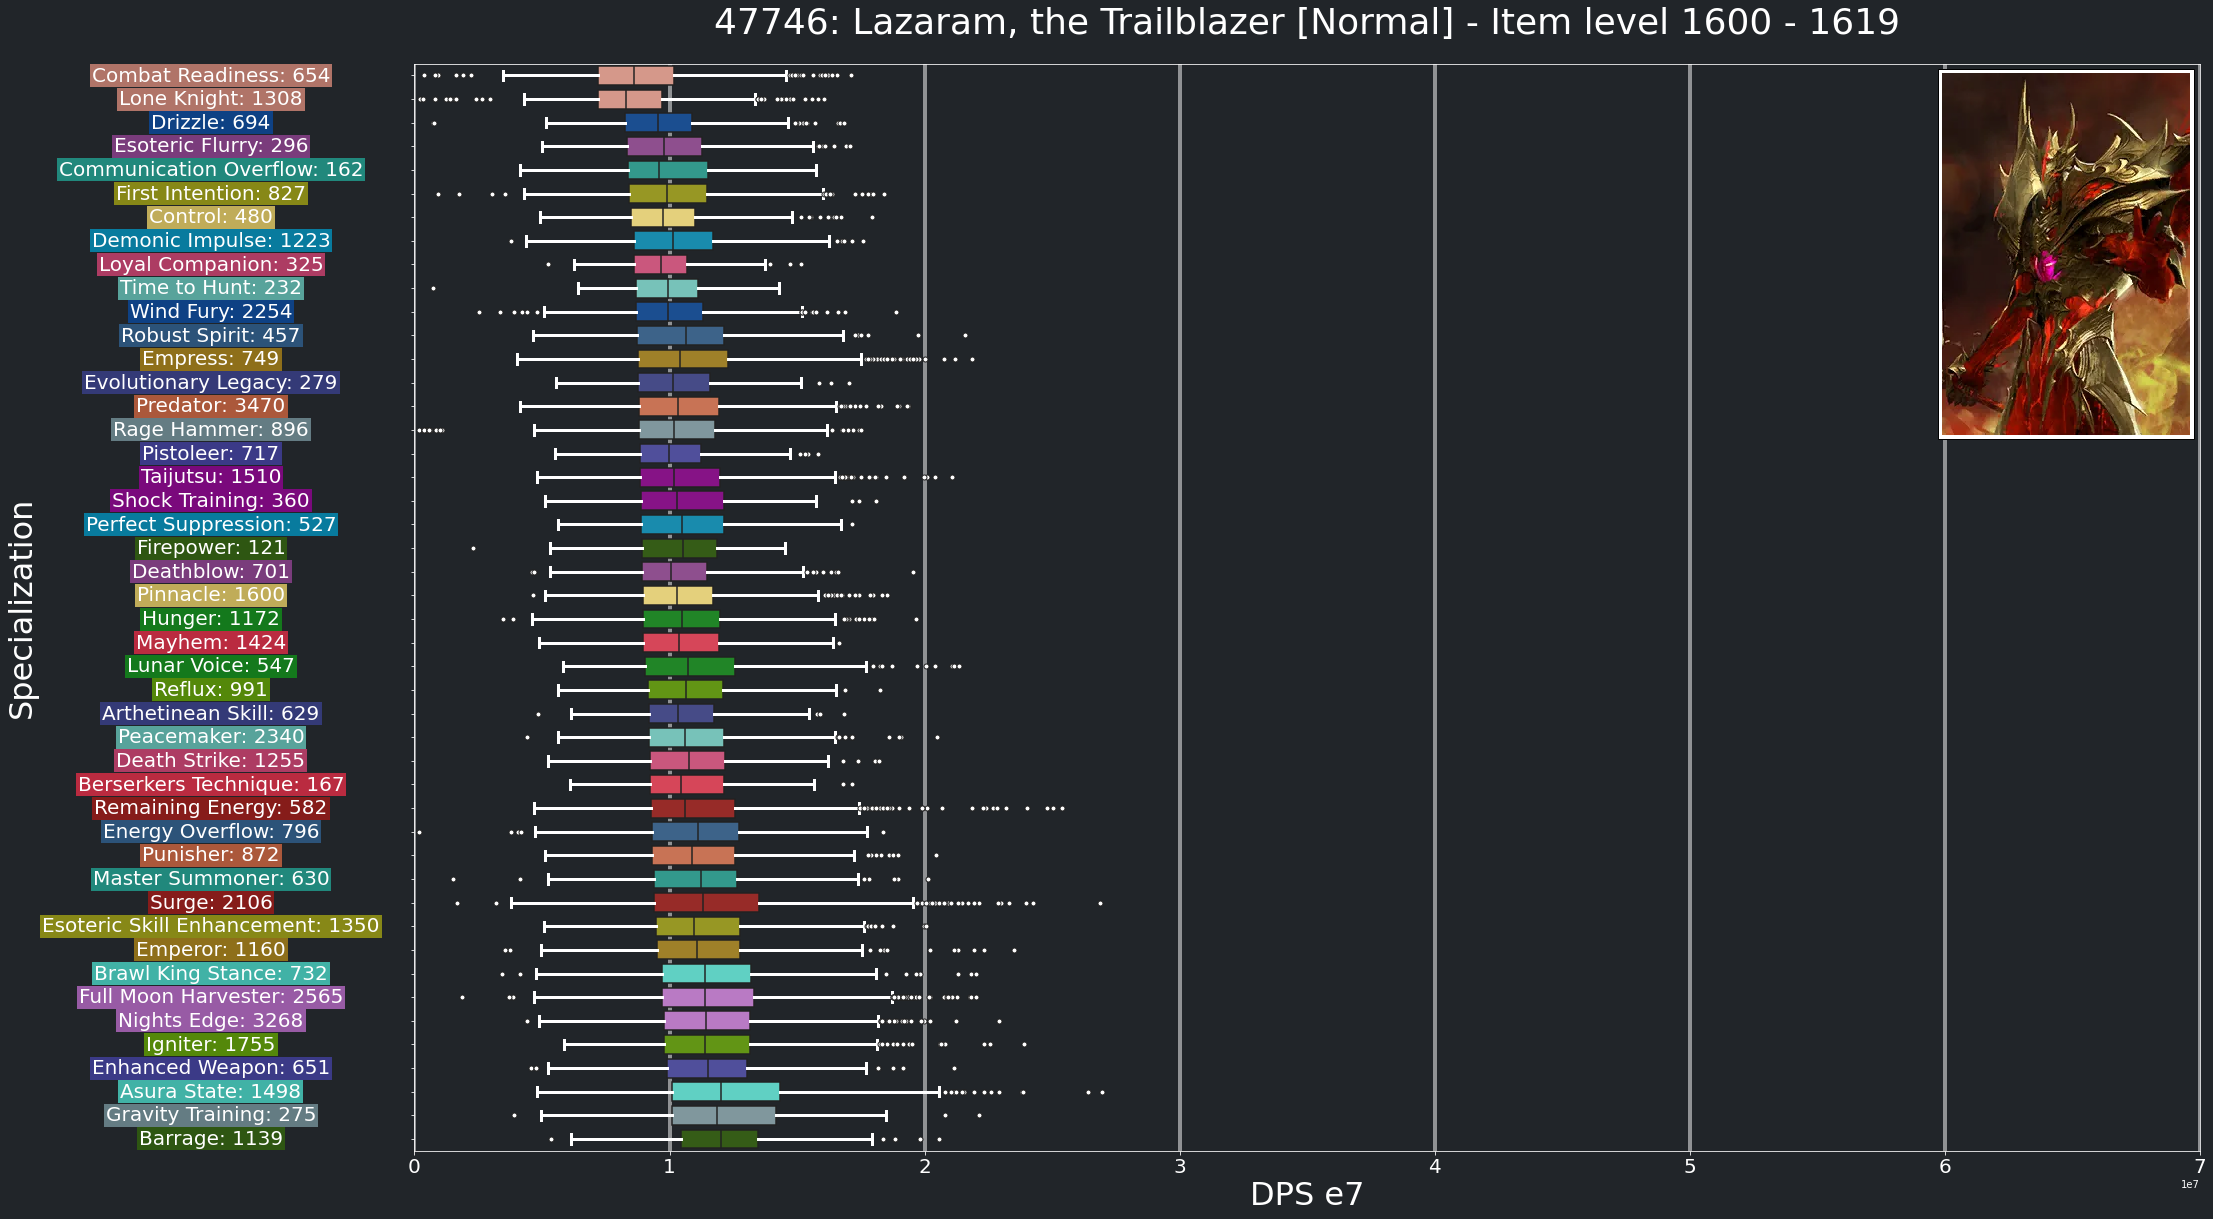 47746: Lazaram, the Trailblazer [Normal] - Item level 1600 - 1619
Specialization
Combat Readiness: 654
Lone Knight: 1308
Drizzle: 694
Esoteric Flurry: 296
Communication Overflow: 162
First Intention: 827
Control: 480
Demonic Impulse: 1223
Loyal Companion: 325
Time to Hunt: 232
Wind Fury: 2254
Robust Spirit: 457
Empress: 749
Evolutionary Legacy: 279
Predator: 3470
Rage Hammer: 896
Pistoleer: 717
Taijutsu: 1510
Shock Training: 360
Perfect Suppression: 527
Firepower: 121
Deathblow: 701
Pinnacle: 1600
Hunger: 1172
Mayhem: 1424
Lunar Voice: 547
Reflux: 991
Arthetinean Skill: 629
Peacemaker: 2340
Death Strike: 1255
Berserkers Technique: 167
Remaining Energy: 582
Energy Overflow: 796
Punisher: 872
Master Summoner: 630
Surge: 2106
Esoteric Skill Enhancement: 1350
Emperor: 1160
Brawl King Stance: 732
Full Moon Harvester: 2565
Nights Edge: 3268
Igniter: 1755
Enhanced Weapon: 651
Asura State: 1498
Gravity Training: 275
Barrage: 1139
0 1 2 3 4 5 6 7
1e7
DPS e7